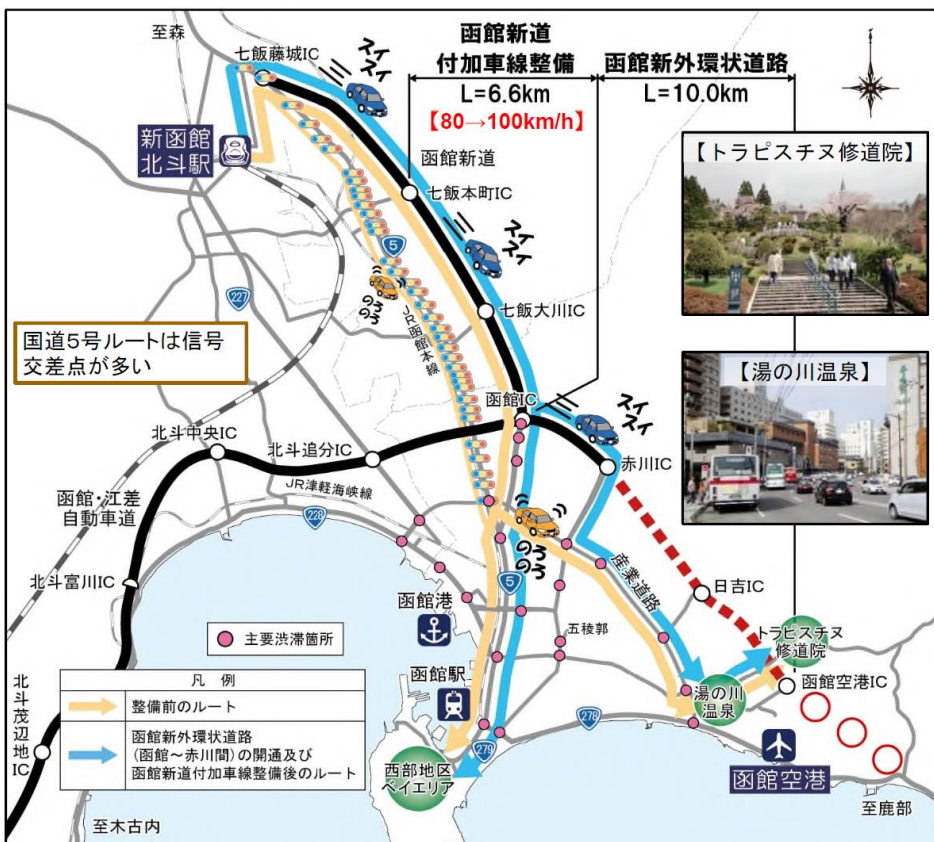 至森
七飯藤城IC
スイ
スイ
函館新道
付加車線整備
L=6.6km
【80→100km/h】
函館新外環状道路
L=10.0km
新函館
北斗駅
函館新道
七飯本町IC
【トラピスチヌ修道院】
5
スイ
スイ
227
のろ
のろ
JR函館本線
七飯大川IC
国道5号ルートは信号
交差点が多い
【湯の川温泉】
函館IC
スイ
スイ
北斗中央IC
北斗追分IC
赤川IC
JR津軽海峡線
函館・江差
自動車道
228
のろ
のろ
5
産業道路
北斗富川IC
函館港
日吉IC
主要渋滞箇所
五稜郭
トラピスチヌ
修道院
函館駅
湯の川
温泉
函館空港IC
凡 例
整備前のルート
函館新外環状道路
(函館～赤川間)の開通及び
函館新道付加車線整備後のルート
北斗茂辺地IC
278
279
西部地区
ベイエリア
函館空港
至鹿部
至木古内